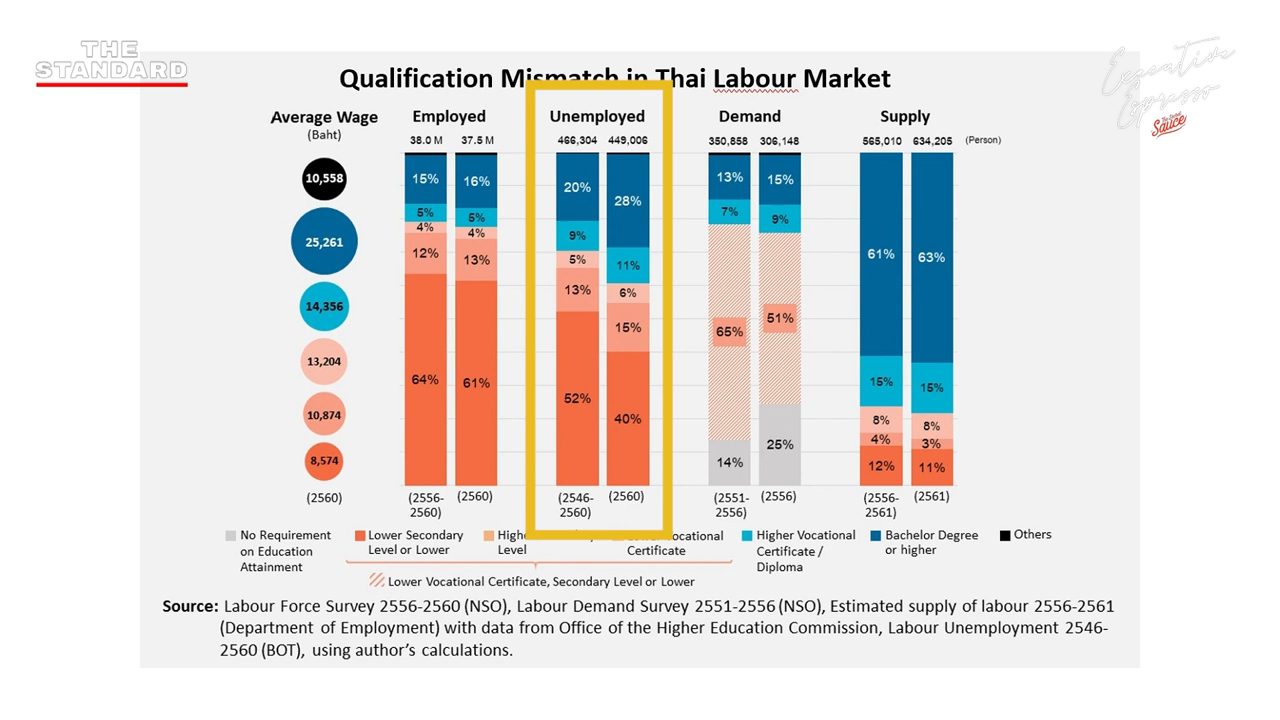 THE
STANDARD
Executive
Espresso
The Secret
Sauce
Qualification Mismatch in Thai Labour Market
Average Wage
(Baht)
10,558
25,261
14,356
13,204
10,874
8,574
(2560)
Employed
38.0 M 37.5 M
15% 16%
5% 5%
4% 4%
12% 13%
64% 61%
(2556-2560) (2560)
Unemployed
466,304 449,006
20% 28%
9% 11%
5% 6%
13% 15%
52% 40%
(2546-2560) (2560)
Demand
350,858 306,148
13% 15%
7% 9%
65% 51%
14% 25%
(2551-2556) (2556)
Supply
565,010 634,205 (Person)
61% 63%
15% 15%
8% 8%
4% 3%
12% 11%
(2556-2561) (2561)
No Requirement
on Education
Attainment
Lower Secondary
Level or Lower
Level
Vocational
Certificate
Higher Vocational
Certificate /
Diploma
Bachelor Degree
or higher
Others
Lower Vocational Certificate, Secondary Level or Lower
Source: Labour Force Survey 2556-2560 (NSO), Labour Demand Survey 2551-2556 (NSO), Estimated supply of labour 2556-2561
(Department of Employment) with data from Office of the Higher Education Commission, Labour Unemployment 2546-
2560 (BOT), using author's calculations.